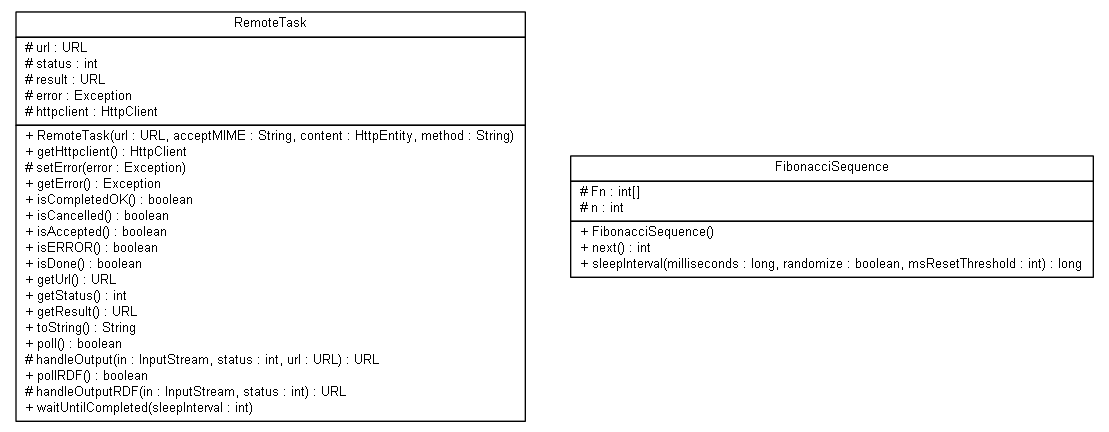 RemoteTask
# url : URL
# status : int
# result : URL
# error : Exception
# httpclient : HttpClient
+ RemoteTask(url : URL, acceptMIME : String, content : HttpEntity, method : String)
+ getHttpclient() : HttpClient
# setError(error : Exception)
+ getError() : Exception
+ isCompletedOK() : boolean
+ isCancelled() : boolean
+ isAccepted() : boolean
+ isERROR() : boolean
+ isDone() : boolean
+ getUrl() : URL
+ getStatus() : int
+ getResult() : URL
+ toString() : String
+ poll() : boolean
# handleOutput(in : InputStream, status : int, url : URL) : URL
+ pollRDF() : boolean
# handleOutputRDF(in : InputStream, status : int) : URL
+ waitUntilCompleted(sleepInterval : int)
FibonacciSequence
# Fn : int[]
# n : int
+ FibonacciSequence()
+ next() : int
+ sleepInterval(milliseconds : long, randomize : boolean, msResetThreshold : int) : long